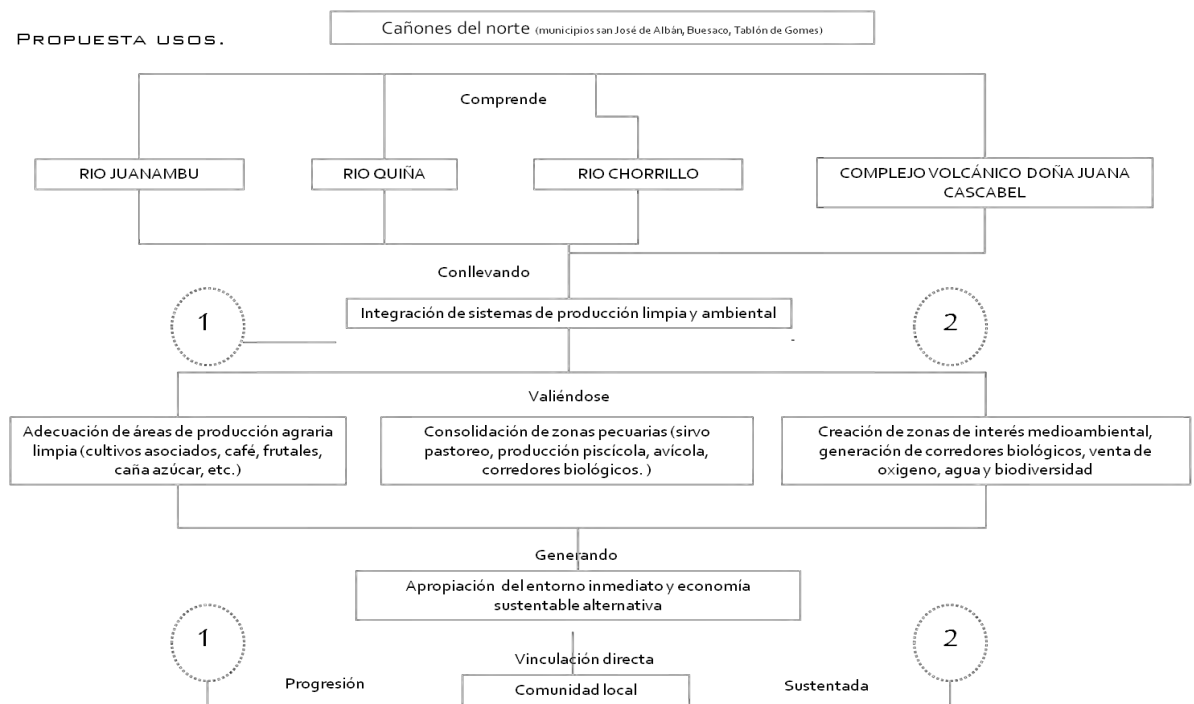 PROPUESTA USOS.
Cañones del norte (municipios san José de Albán, Buesaco, Tablón de Gomes)
Comprende
RIO JUANAMBU
RIO QUIÑA
RIO CHORRILLO
COMPLEJO VOLCÁNICO DOÑA JUANA
CASCABEL
Conllevando
1
Integración de sistemas de producción limpia y ambiental
2
Valiéndose
Adecuación de áreas de producción agraria
limpia (cultivos asociados, café, frutales,
caña azúcar, etc.)
Consolidación de zonas pecuarias (sirvo
pastoreo, producción piscícola, avícola,
corredores biológicos. )
Creación de zonas de interés medioambiental,
generación de corredores biológicos, venta de
oxigeno, agua y biodiversidad
Generando
Apropiación del entorno inmediato y economía
sustentable alternativa
1
2
Vinculación directa
Progresión
Comunidad local
Sustentada